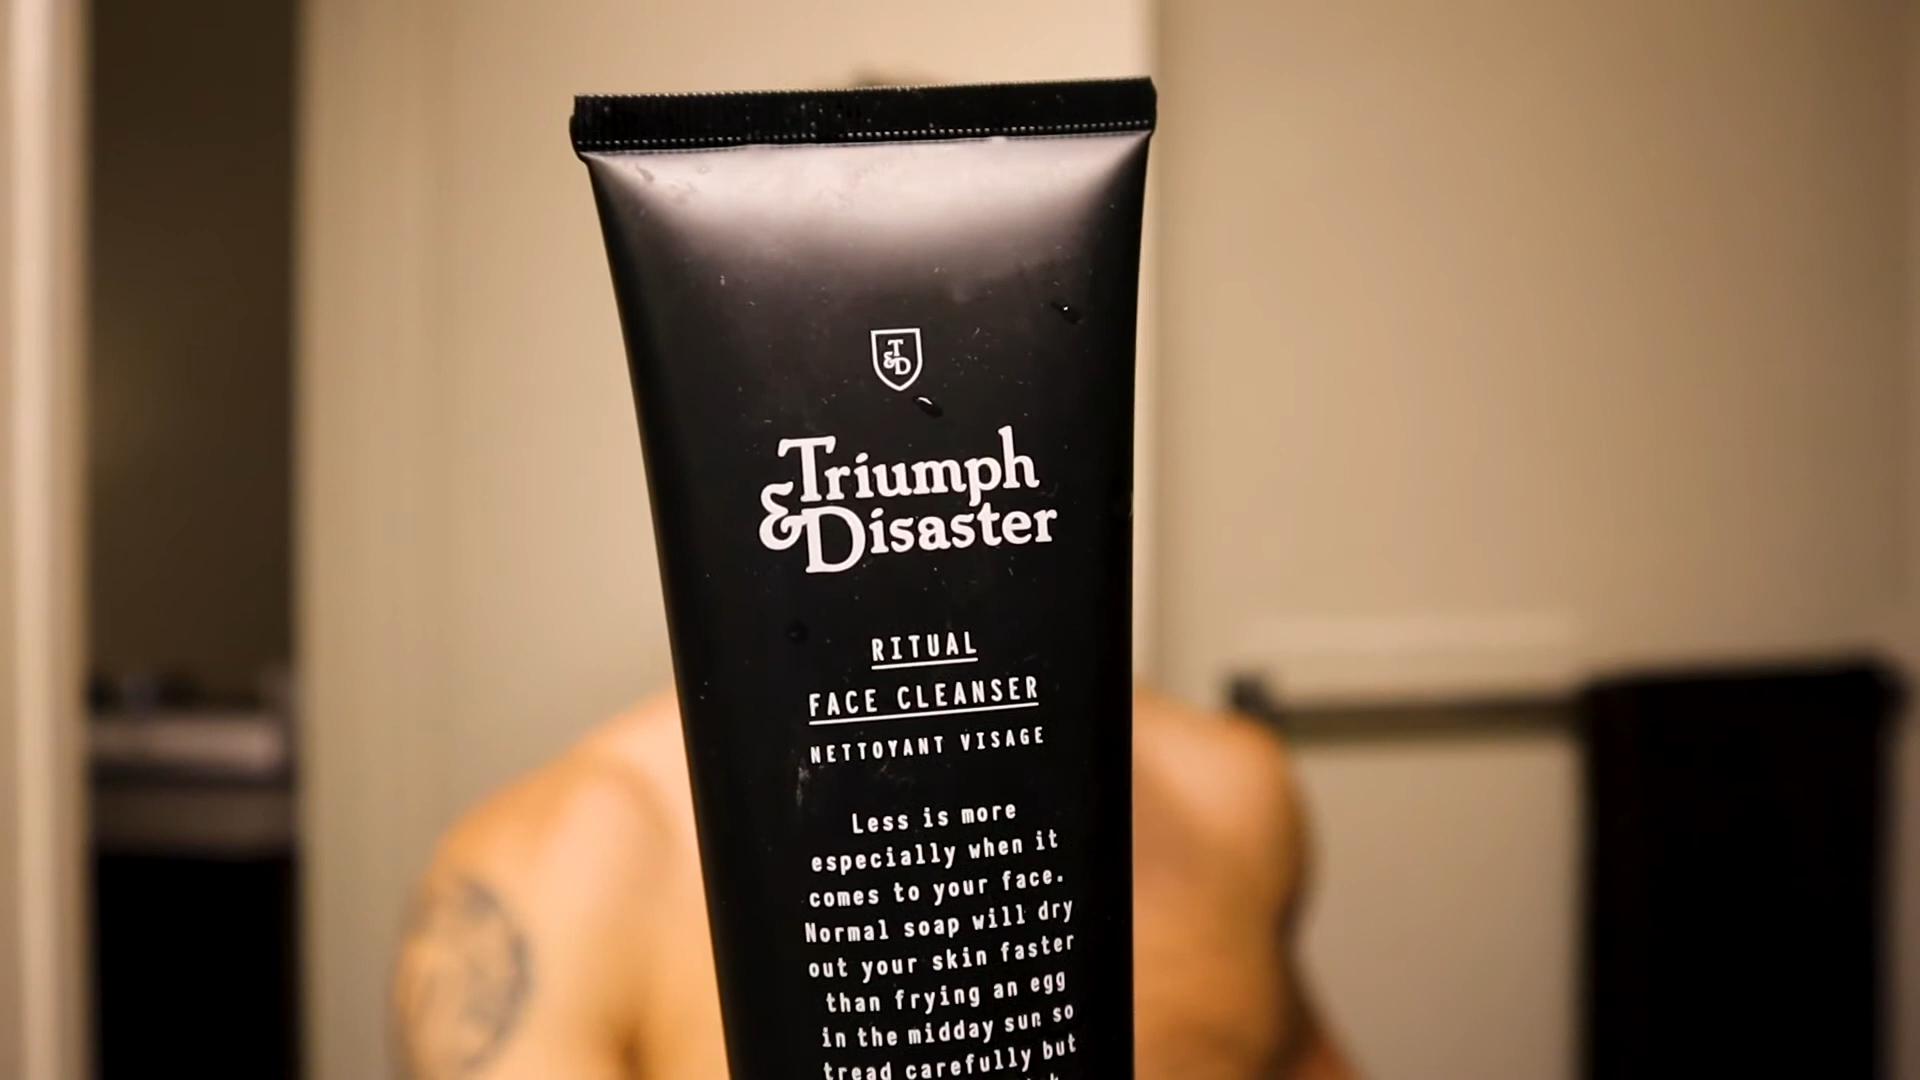 T
&D
Triumph
&Disaster
RITUAL
FACE CLEANSER
NETTOYANT VISAGE
Less is more
especially when it
comes to your face.
Normal soap will dry
out your skin faster
than frying an egg
in the midday sun so
tread carefully but